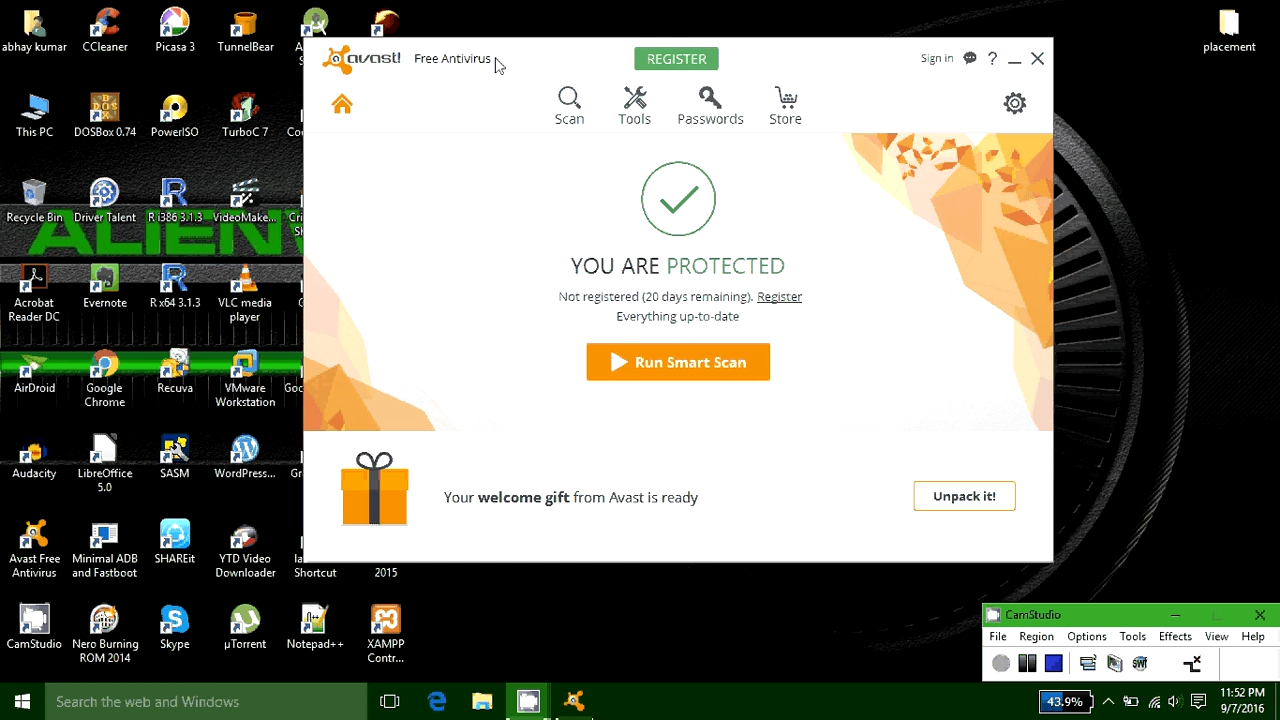 abhay kumar
CCleaner
Picasa 3
TunnelBear
placement
avast!
Free Antivirus
REGISTER
Sign in
?
Scan
Tools
Passwords
Store
This PC
DOSBox 0.74
PowerISO
TurboC 7
YOU ARE PROTECTED
Not registered (20 days remaining). Register
Everything up-to-date
Run Smart Scan
Your welcome gift from Avast is ready
Unpack it!
Recycle Bin
Driver Talent
R i386 3.1.3
VideoMake...
ALIENW
Acrobat
Reader DC
Evernote
R x64 3.1.3
VLC media
player
AirDroid
Google
Chrome
Recuva
VMware
Workstation
Audacity
LibreOffice
5.0
SASM
WordPress...
Avast Free
Antivirus
Minimal ADB
and Fastboot
SHAREit
YTD Video
Downloader
Shortcut
2015
CamStudio
Nero Burning
ROM 2014
Skype
µTorrent
Notepad++
XAMPP
Contr...
CamStudio
File Region Options Tools Effects View Help
Search the web and Windows
43.9%
11:52 PM
9/7/2016